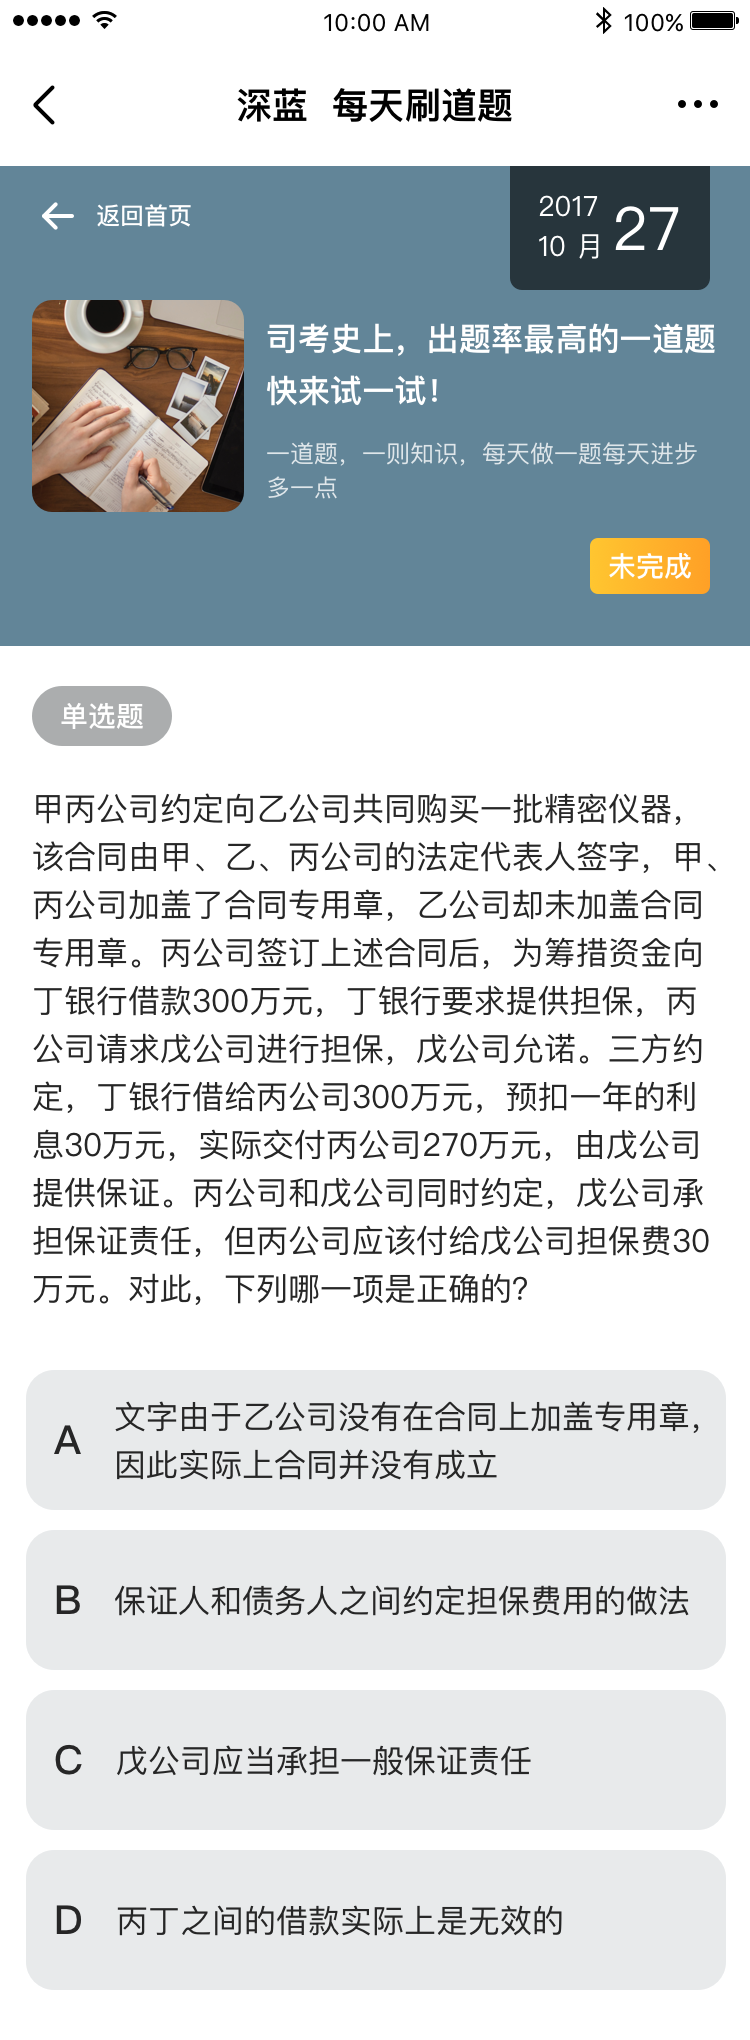 10:00 AM
100%
深蓝 每天刷道题
返回首页
2017
10 月
27
司考史上，出题率最高的一道题
快来试一试！
一道题，一则知识，每天做一题每天进步
多一点
未完成
单选题
甲丙公司约定向乙公司共同购买一批精密仪器，
该合同由甲、乙、丙公司的法定代表人签字，甲、
丙公司加盖了合同专用章，乙公司却未加盖合同
专用章。丙公司签订上述合同后，为筹措资金向
丁银行借款300万元，丁银行要求提供担保，丙
公司请求戊公司进行担保，戊公司允诺。三方约
定，丁银行借给丙公司300万元，预扣一年的利
息30万元，实际交付丙公司270万元，由戊公司
提供保证。丙公司和戊公司同时约定，戊公司承
担保证责任，但丙公司应该付给戊公司担保费30
万元。对此，下列哪一项是正确的？
A
文字由于乙公司没有在合同上加盖专用章，
因此实际上合同并没有成立
B 保证人和债务人之间约定担保费用的做法
C 戊公司应当承担一般保证责任
D 丙丁之间的借款实际上是无效的